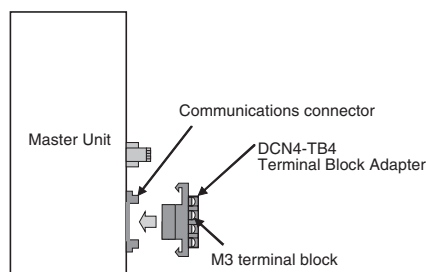 Communications connector
Master Unit
DCN4-TB4
Terminal Block Adapter
M3 terminal block